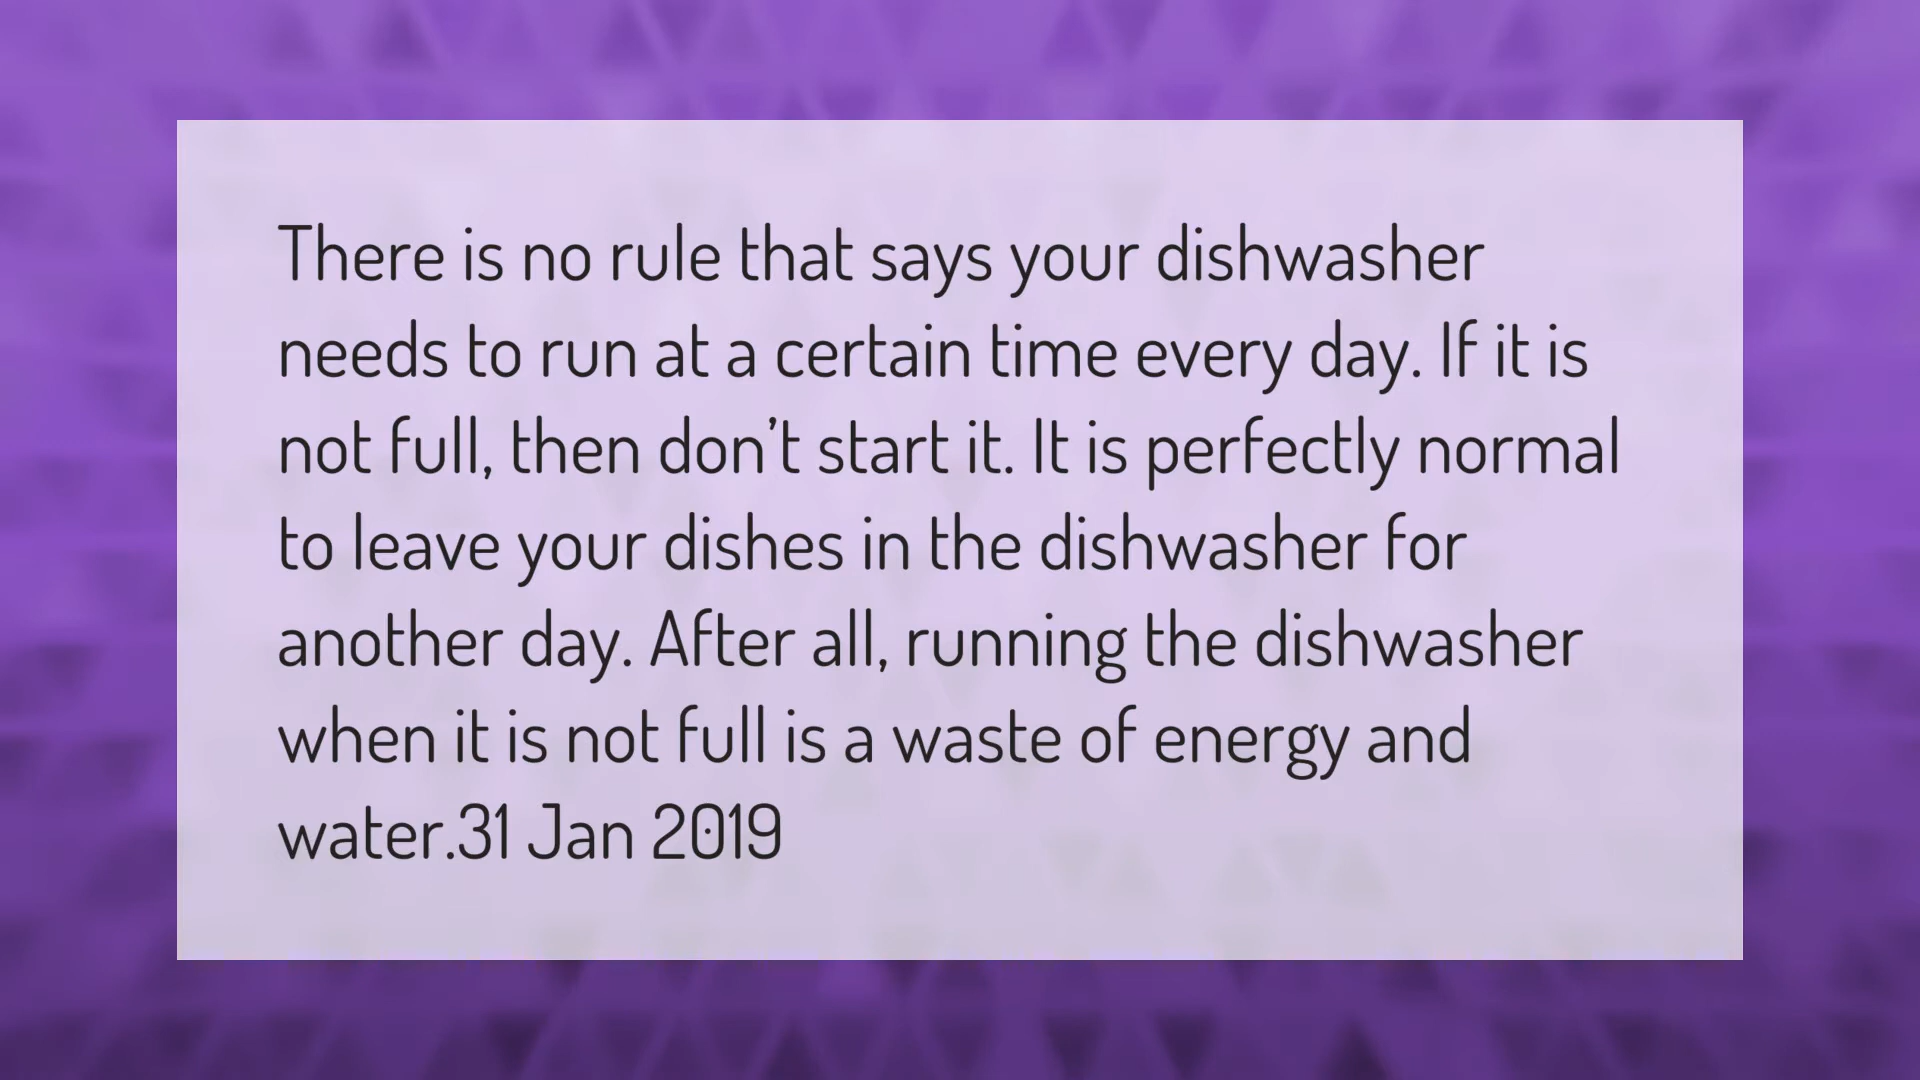 There is no rule that says your dishwasher
needs to run at a certain time every day. If it is
not full, then don’t start it. It is perfectly normal
to leave your dishes in the dishwasher for
another day. After all, running the dishwasher
when it is not full is a waste of energy and
water.31 Jan 2019